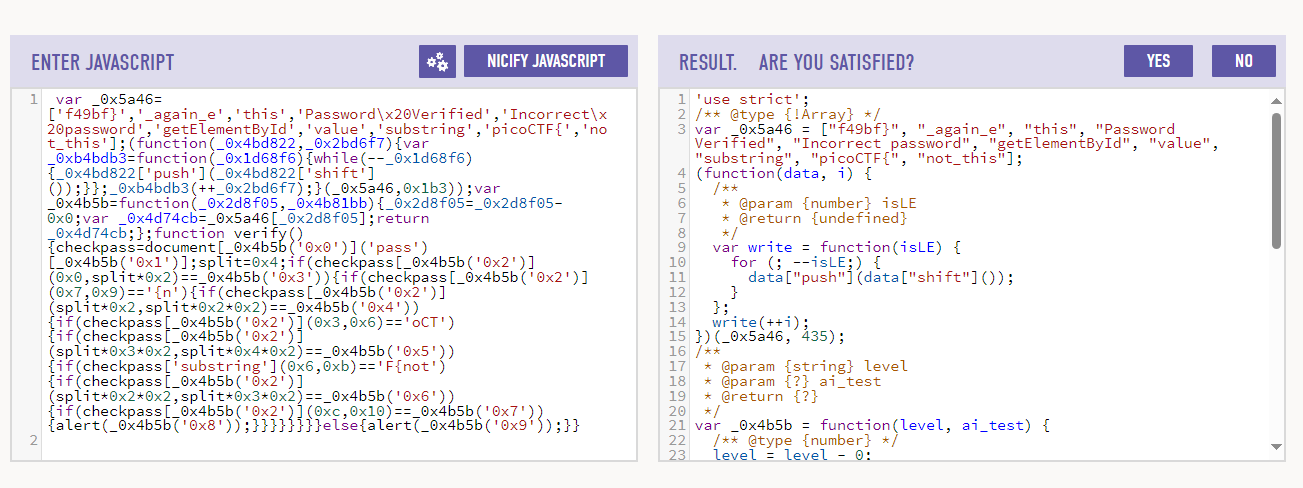 ENTER JAVASCRIPT
NICIFY JAVASCRIPT
1 var _0x5a46=
['f49bf}','_again_e','this','Password\x20Verified','Incorrect\x
20password','getElementById','value','substring','picoCTF{','no
t_this'];(function(_0x4bd822,_0x2bd6f7){var
_0xb4bdb3=function(_0x1d68f6){while(--_0x1d68f6)
{_0x4bd822['push'](_0x4bd822['shift']
());}};_0xb4bdb3(++_0x2bd6f7);}(_0x5a46,0x1b3));var
_0x4b5b=function(_0x2d8f05,_0x4b81bb){_0x2d8f05=_0x2d8f05-
0x0;var _0x4d74cb=_0x5a46[_0x2d8f05];return
_0x4d74cb;};function verify()
{checkpass=document[_0x4b5b('0x0')]('pass')
[_0x4b5b('0x1')];split=0x4;if(checkpass[_0x4b5b('0x2')]
(0x0,split*0x2)==_0x4b5b('0x3')){if(checkpass[_0x4b5b('0x2')]
(0x7,0x9)=='{n'){if(checkpass[_0x4b5b('0x2')]
(split*0x2,split*0x2*0x2)==_0x4b5b('0x4'))
{if(checkpass[_0x4b5b('0x2')](0x3,0x6)=='oCT')
{if(checkpass[_0x4b5b('0x2')]
(split*0x3*0x2,split*0x4*0x2)==_0x4b5b('0x5'))
{if(checkpass['substring'](0x6,0xb)=='F{not')
{if(checkpass[_0x4b5b('0x2')]
(split*0x2*0x2,split*0x3*0x2)==_0x4b5b('0x6'))
{if(checkpass[_0x4b5b('0x2')](0xc,0x10)==_0x4b5b('0x7'))
{alert(_0x4b5b('0x8'));}}}}}}}}else{alert(_0x4b5b('0x9'));}}
2
RESULT. ARE YOU SATISFIED?
YES
NO
1 'use strict';
2 /** @type {!Array} */
3 var _0x5a46 = ["f49bf}", "_again_e", "this", "Password
Verified", "Incorrect password", "getElementById", "value",
"substring", "picoCTF{", "not_this"];
4 (function(data, i) {
5 /**
6 * @param {number} isLE
7 * @return {undefined}
8 */
9 var write = function(isLE) {
10 for (; --isLE;) {
11 data["push"](data["shift"]());
12 }
13 };
14 write(++i);
15 })(_0x5a46, 435);
16 /**
17 * @param {string} level
18 * @param {?} ai_test
19 * @return {?}
20 */
21 var _0x4b5b = function(level, ai_test) {
22 /** @type {number} */
23 level = level - 0;